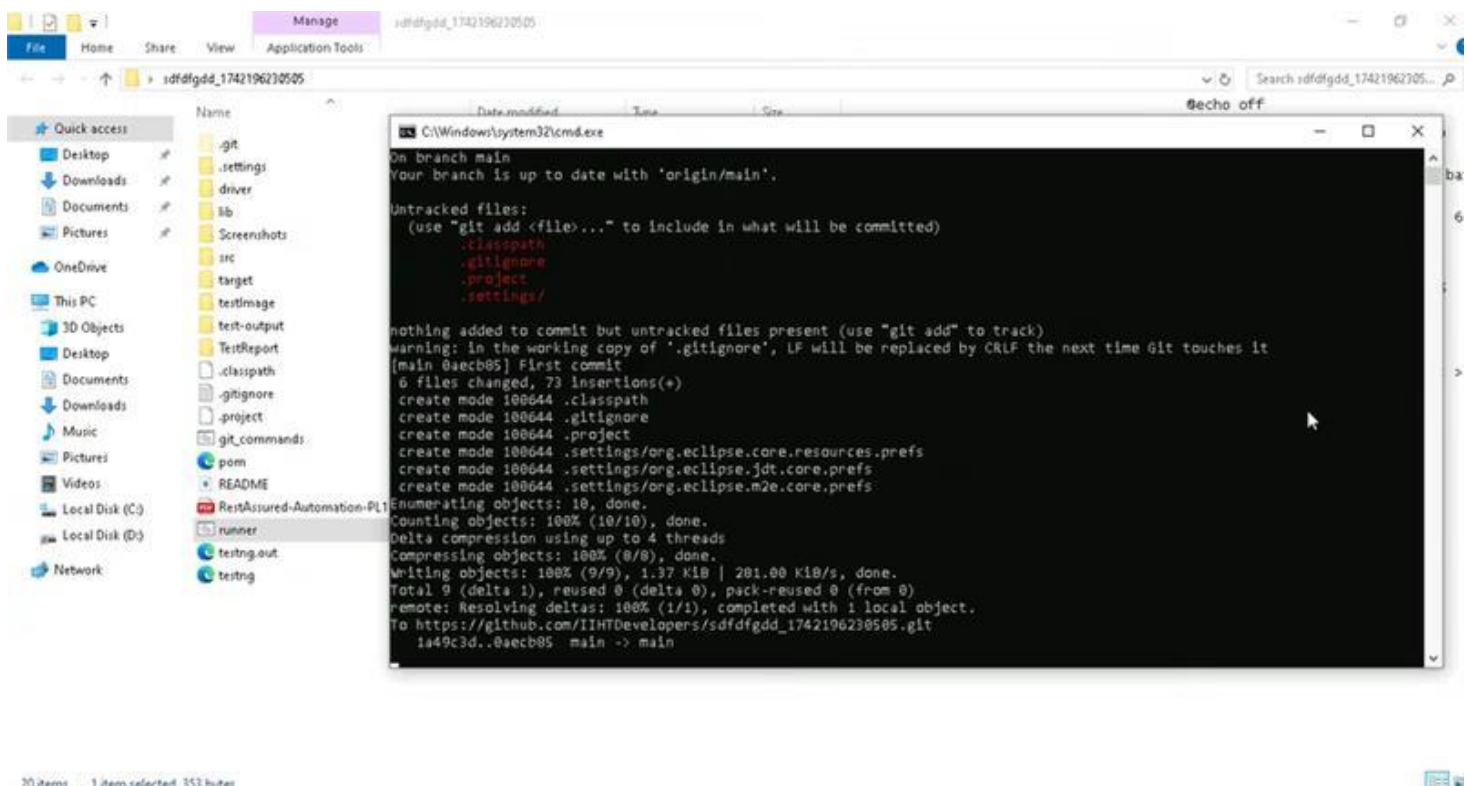 Manage
sdfdfgdd_1742196230505
File
Home
Share
View
Application Tools
sdfdfgdd_1742196230505
Search sdfdfgdd_17421962305...
Name
Date modified
Type
Size
@echo off
Quick access
Desktop
Downloads
Documents
Pictures
OneDrive
This PC
3D Objects
Desktop
Documents
Downloads
Music
Pictures
Videos
Local Disk (C:)
Local Disk (D:)
Network
.git
.settings
driver
lib
Screenshots
src
target
testImage
test-output
TestReport
.classpath
.gitignore
.project
git_commands
pom
README
RestAssured-Automation-PL1
runner
testng.out
testng
C:\Windows\system32\cmd.exe
On branch main
Your branch is up to date with 'origin/main'.
Untracked files:
(use "git add <file>..." to include in what will be committed)
.classpath
.gitignore
.project
.settings/
nothing added to commit but untracked files present (use "git add" to track)
warning: in the working copy of '.gitignore', LF will be replaced by CRLF the next time Git touches it
[main 0aecb85] First commit
6 files changed, 73 insertions(+)
create mode 100644 .classpath
create mode 100644 .gitignore
create mode 100644 .project
create mode 100644 .settings/org.eclipse.core.resources.prefs
create mode 100644 .settings/org.eclipse.jdt.core.prefs
create mode 100644 .settings/org.eclipse.m2e.core.prefs
Enumerating objects: 10, done.
Counting objects: 100% (10/10), done.
Delta compression using up to 4 threads
Compressing objects: 100% (8/8), done.
Writing objects: 100% (9/9), 1.37 KiB | 281.00 KiB/s, done.
Total 9 (delta 1), reused 0 (delta 0), pack-reused 0 (from 0)
remote: Resolving deltas: 100% (1/1), completed with 1 local object.
To https://github.com/IIHTDevelopers/sdfdfgdd_1742196230505.git
1a49c3d..0aecb85 main -> main
20 items
1 item selected 353 bytes